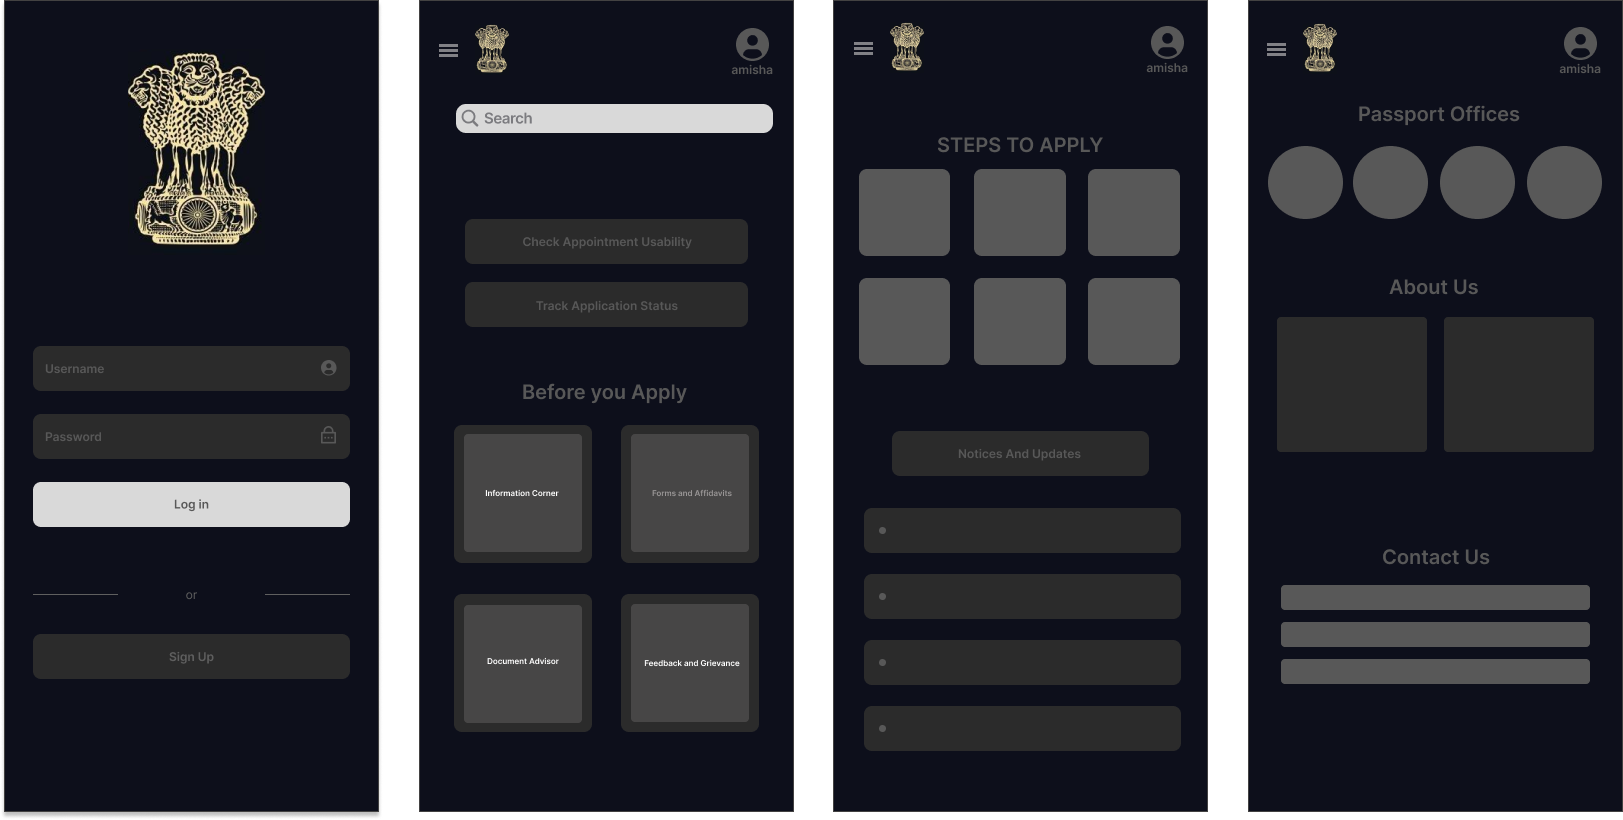 Username
Password
Log in
or
Sign Up
amisha
Search
Check Appointment Usability
Track Application Status
Before you Apply
Information Corner
Forms and Affidavits
Document Advisor
Feedback and Grievance
amisha
STEPS TO APPLY
Notices And Updates
amisha
Passport Offices
About Us
Contact Us